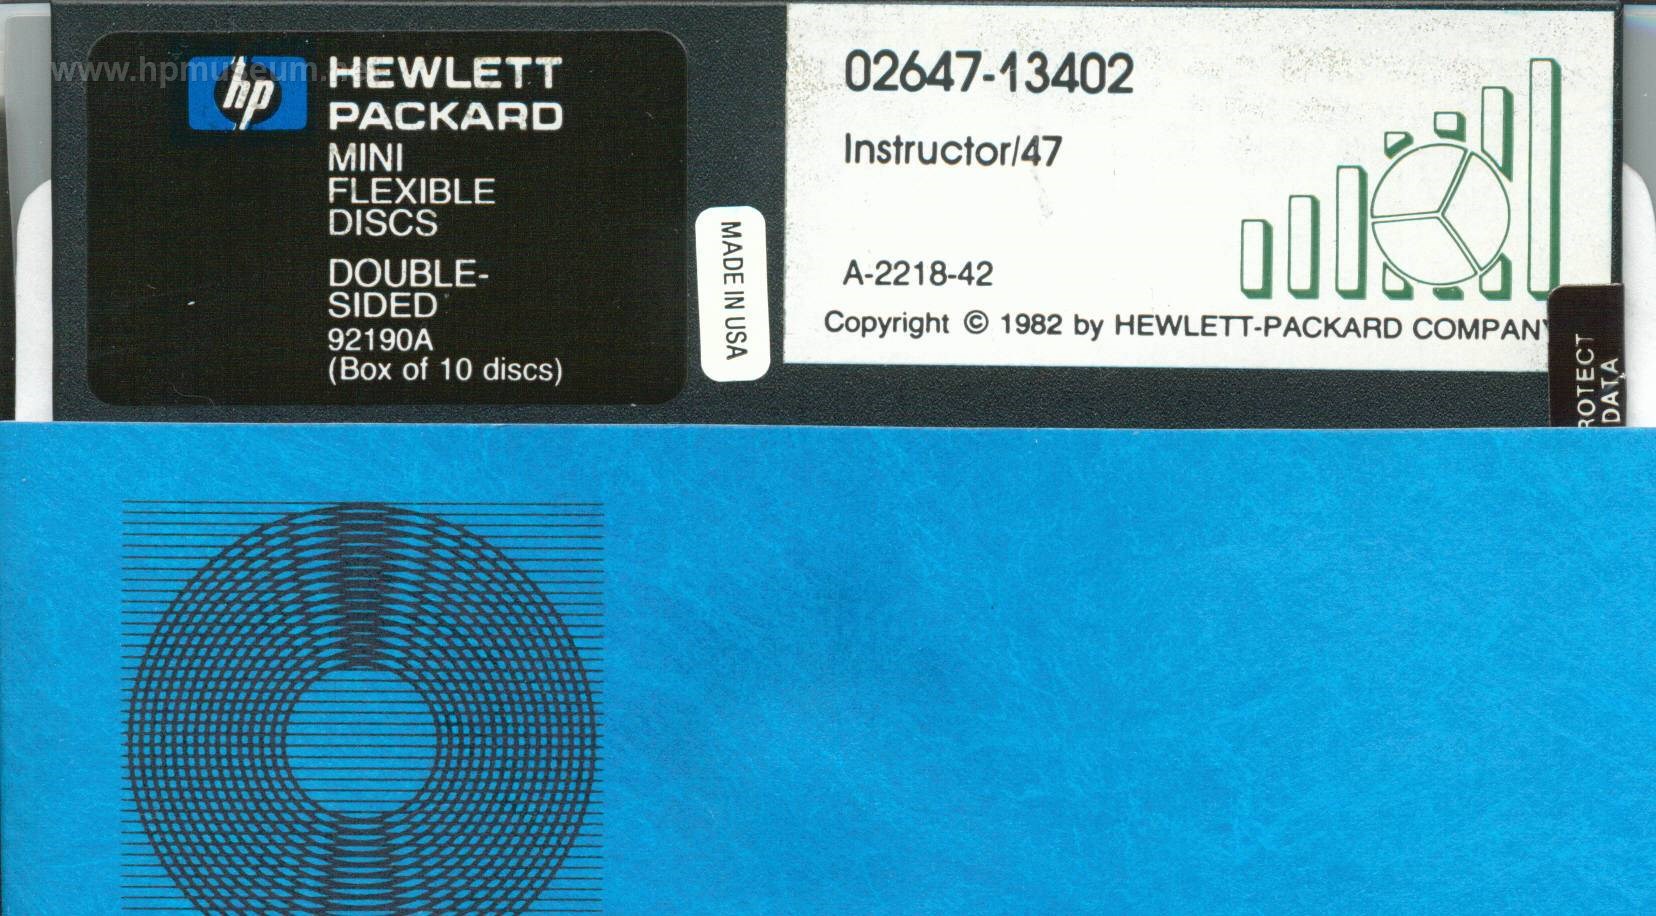 www.hpmuseum.ne
hp
HEWLETT
PACKARD
MINI
FLEXIBLE
DISCS
DOUBLE-
SIDED
92190A
(Box of 10 discs)
MADE IN USA
02647-13402
Instructor/47
A-2218-42
Copyright © 1982 by HEWLETT-PACKARD COMPANY
ROTECT
DATA